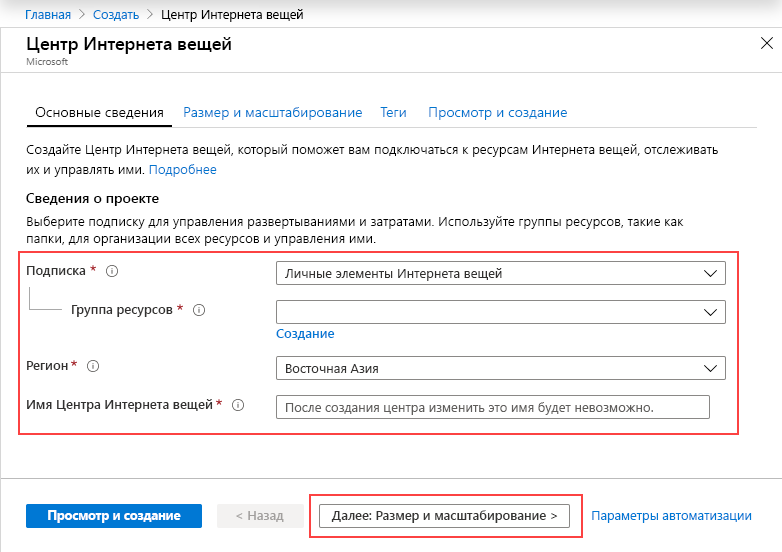 Главная > Создать > Центр Интернета вещей
Центр Интернета вещей
Microsoft
Основные сведения Размер и масштабирование Теги Просмотр и создание
Создайте Центр Интернета вещей, который поможет вам подключаться к ресурсам Интернета вещей, отслеживать
их и управлять ими. Подробнее
Сведения о проекте
Выберите подписку для управления развертываниями и затратами. Используйте группы ресурсов, такие как
папки, для организации всех ресурсов и управления ими.
Подписка * Личные элементы Интернета вещей
Группа ресурсов *
Создание
Регион * Восточная Азия
Имя Центра Интернета вещей * После создания центра изменить это имя будет невозможно.
Просмотр и создание < Назад Далее: Размер и масштабирование > Параметры автоматизации